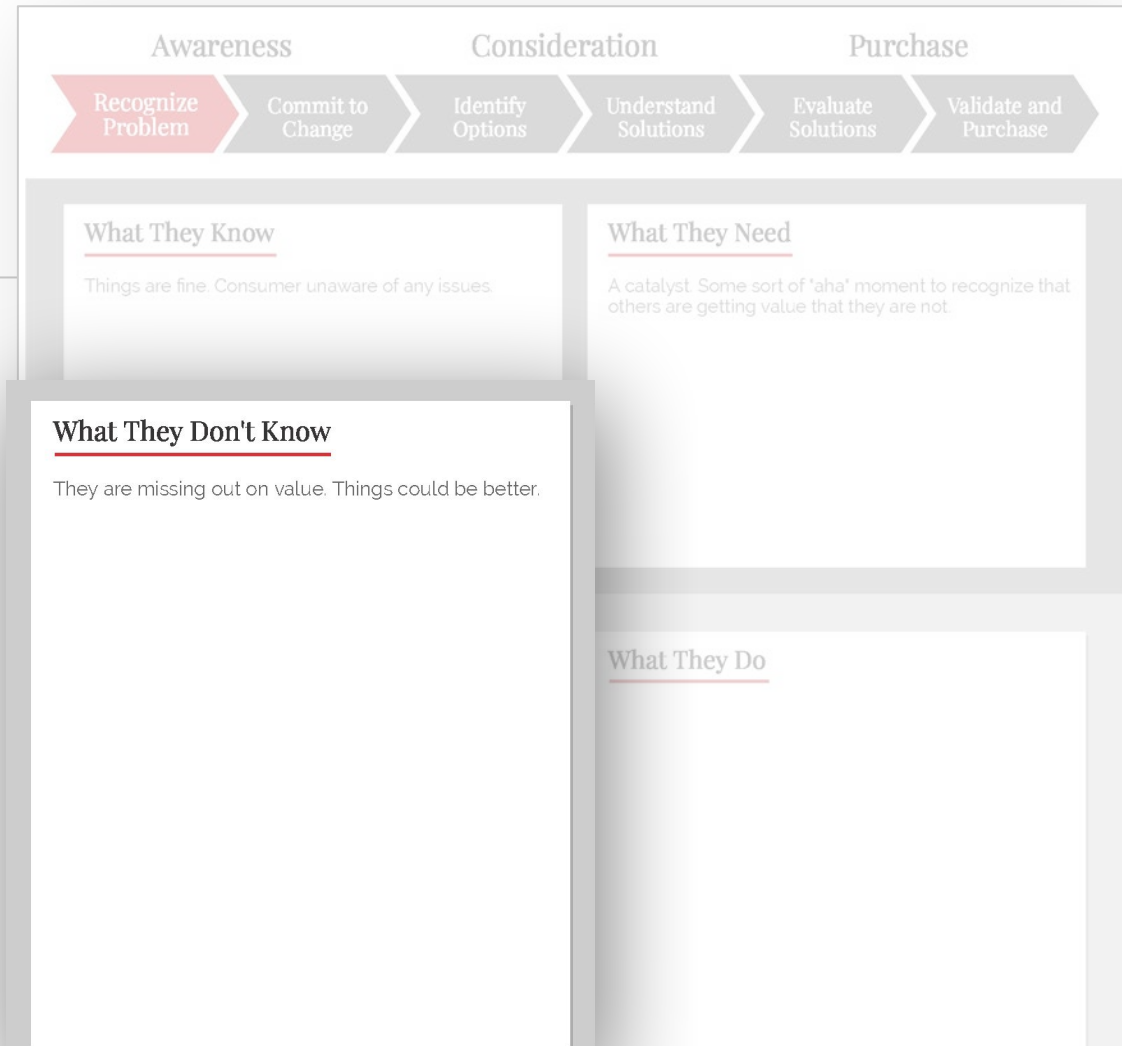 Awareness
Consideration
Purchase
Recognize
Problem
Commit to
Change
Identify
Options
Understand
Solutions
Evaluate
Solutions
Validate and
Purchase
What They Know
Things are fine. Consumer unaware of any issues.
What They Need
A catalyst. Some sort of "aha" moment to recognize that
others are getting value that they are not.
What They Don't Know
They are missing out on value. Things could be better.
What They Do